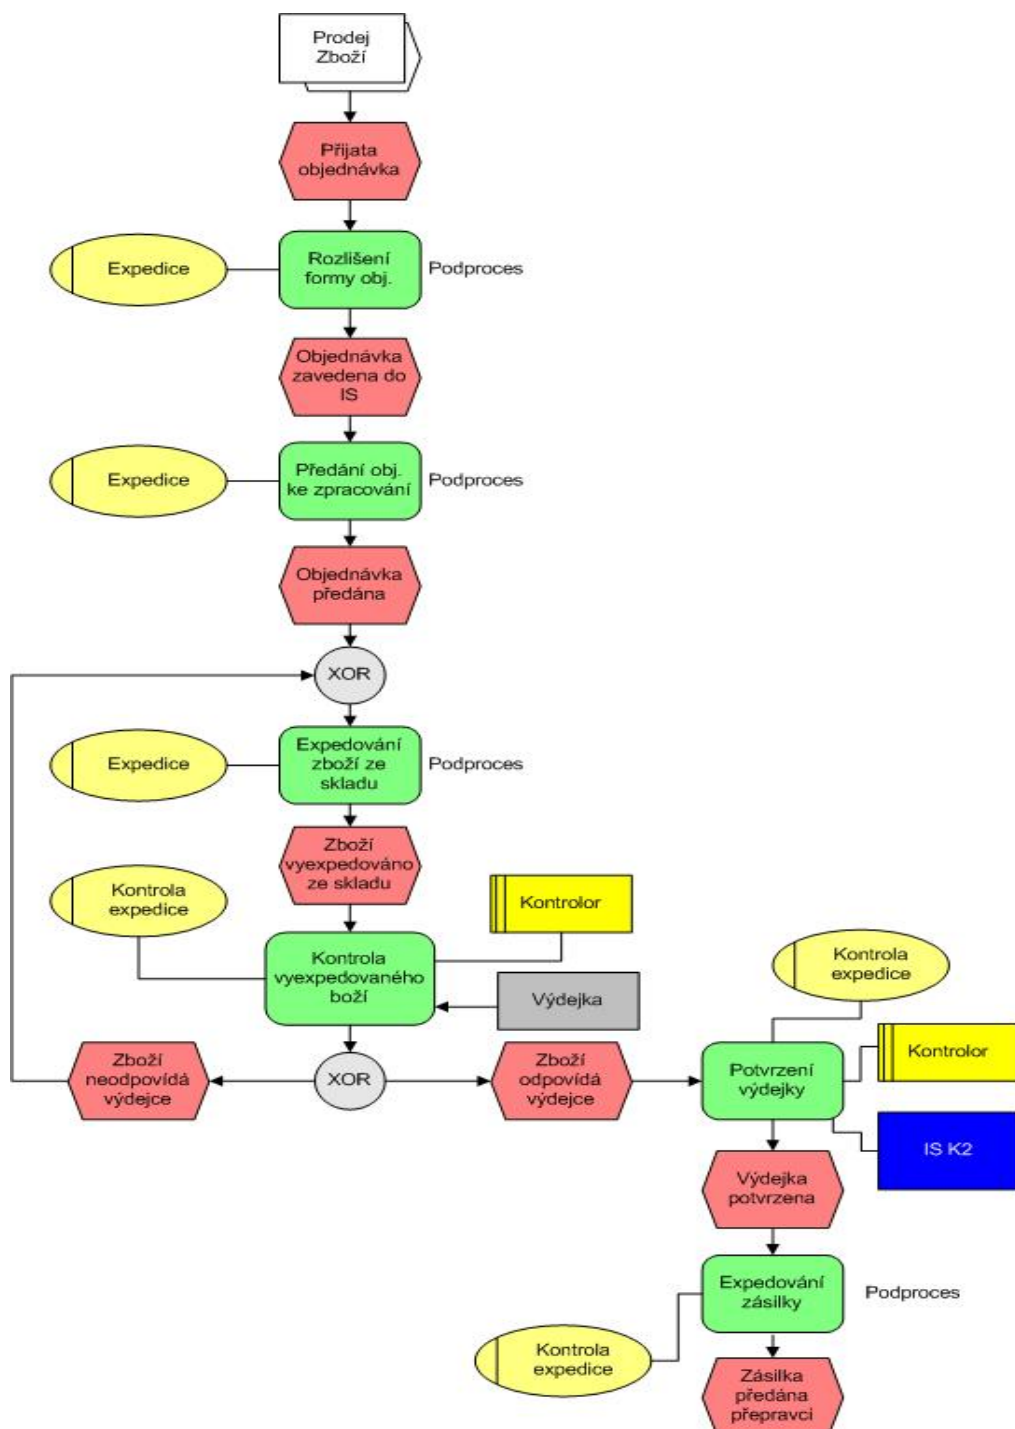 Prodej
Zboží
Přijata
objednávka
Expedice
Rozlišení
formy obj.
Podproces
Objednávka
zavedena do
IS
Expedice
Předání obj.
ke zpracování
Podproces
Objednávka
předána
XOR
Expedice
Expedování
zboží ze
skladu
Podproces
Zboží
vyexpedováno
ze skladu
Kontrola
expedice
Kontrolor
Kontrola
vyexpedovaného
boží
Výdejka
Kontrola
expedice
Zboží
neodpovídá
výdejce
XOR
Zboží
odpovídá
výdejce
Potvrzení
výdejky
Kontrolor
IS K2
Výdejka
potvrzena
Expedování
zásilky
Podproces
Kontrola
expedice
Zásilka
předána
přepravci